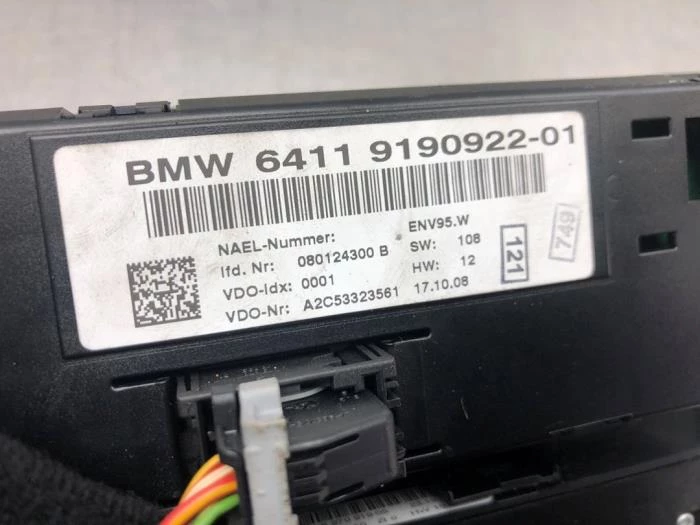 BMW 6411 9190922-01
NAEL-Nummer: ENV95.W
lfd. Nr: 080124300 B SW: 108
VDO-Idx: 0001 HW: 12
VDO-Nr: A2C53323561 17.10.08
121
749